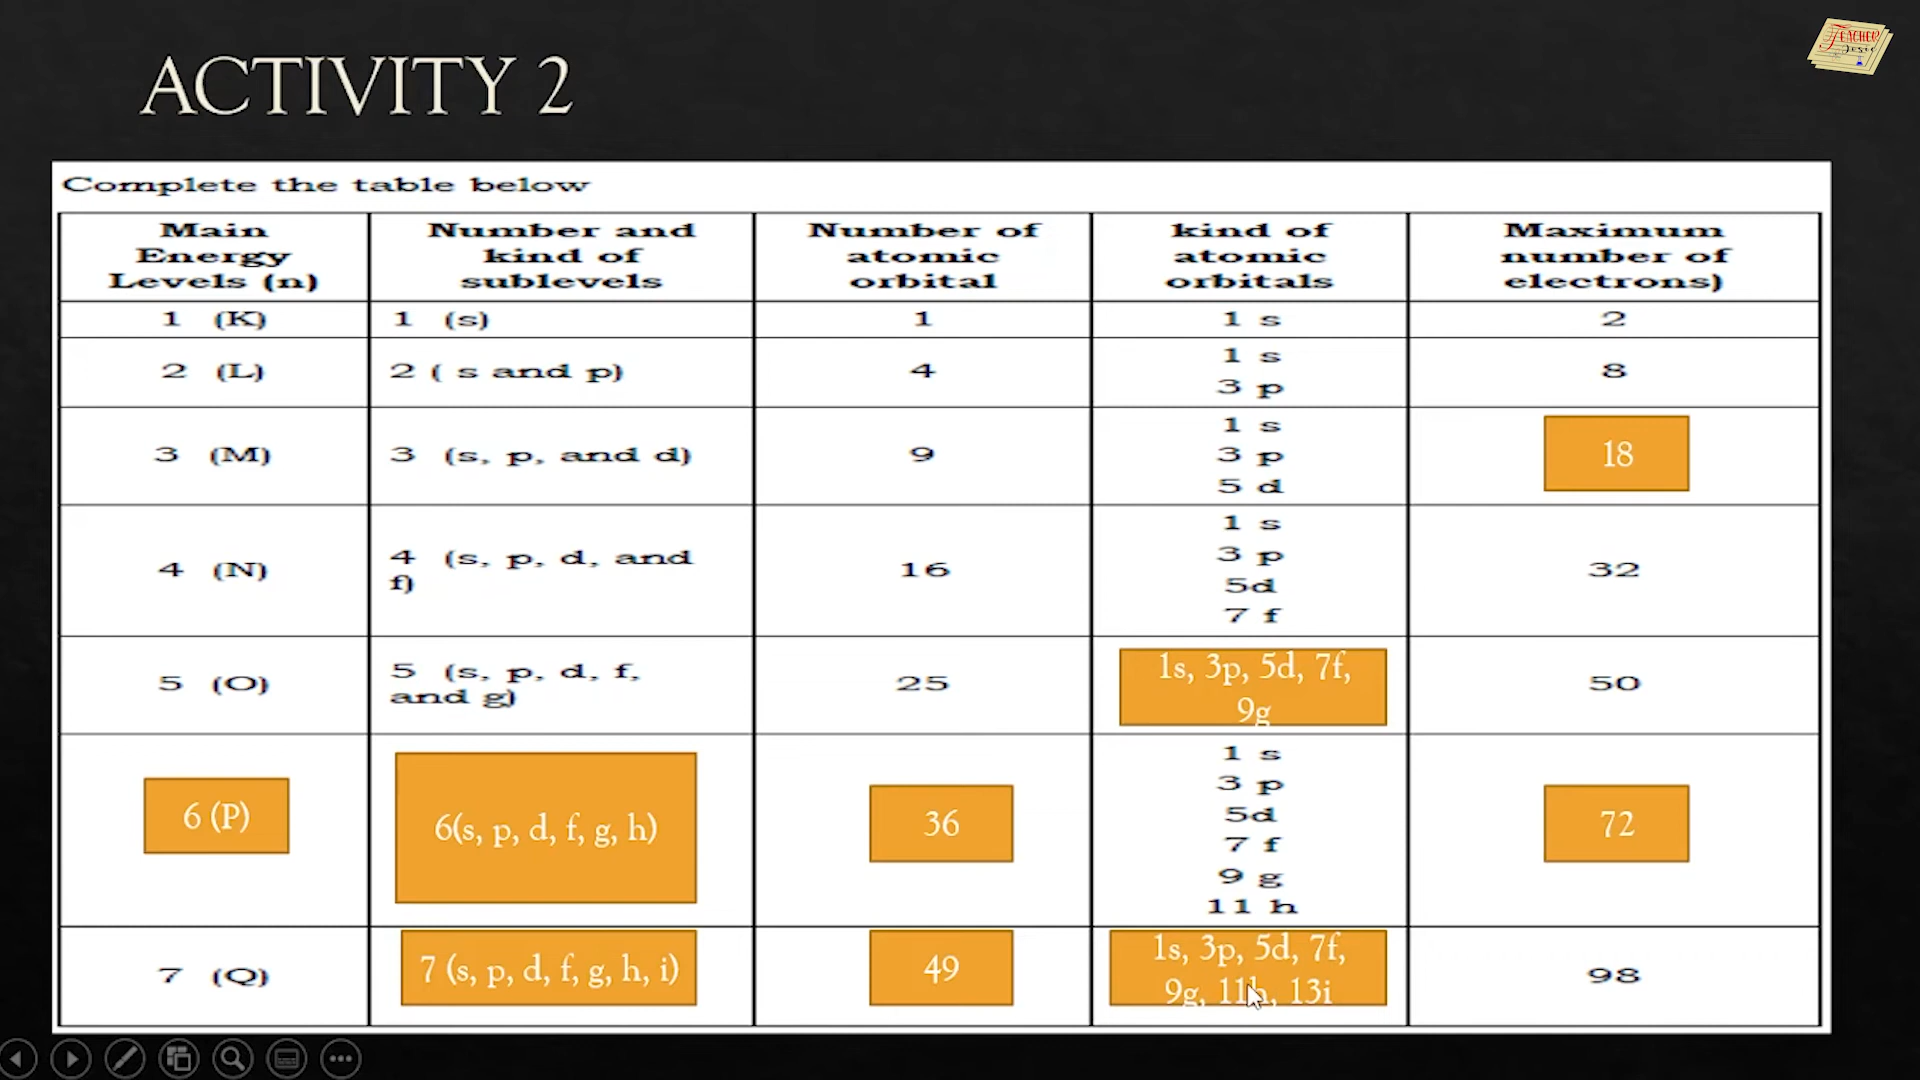 TEACHER
Josie
ACTIVITY 2
Complete the table below
Main Energy Levels (n)
Number and kind of sublevels
Number of atomic orbital
kind of atomic orbitals
Maximum number of electrons)
1 (K)
1 (s)
1
1 s
2
2 (L)
2 ( s and p)
4
1 s
3 p
8
3 (M)
3 (s, p, and d)
9
1 s
3 p
5 d
18
4 (N)
4 (s, p, d, and
f)
16
1 s
3 p
5d
7 f
32
5 (O)
5 (s, p, d, f,
and g)
25
1s, 3p, 5d, 7f,
9g
50
6 (P)
6(s, p, d, f, g, h)
36
1 s
3 p
5d
7 f
9 g
11 h
72
7 (Q)
7 (s, p, d, f, g, h, i)
49
1s, 3p, 5d, 7f,
9g, 11h, 13i
98